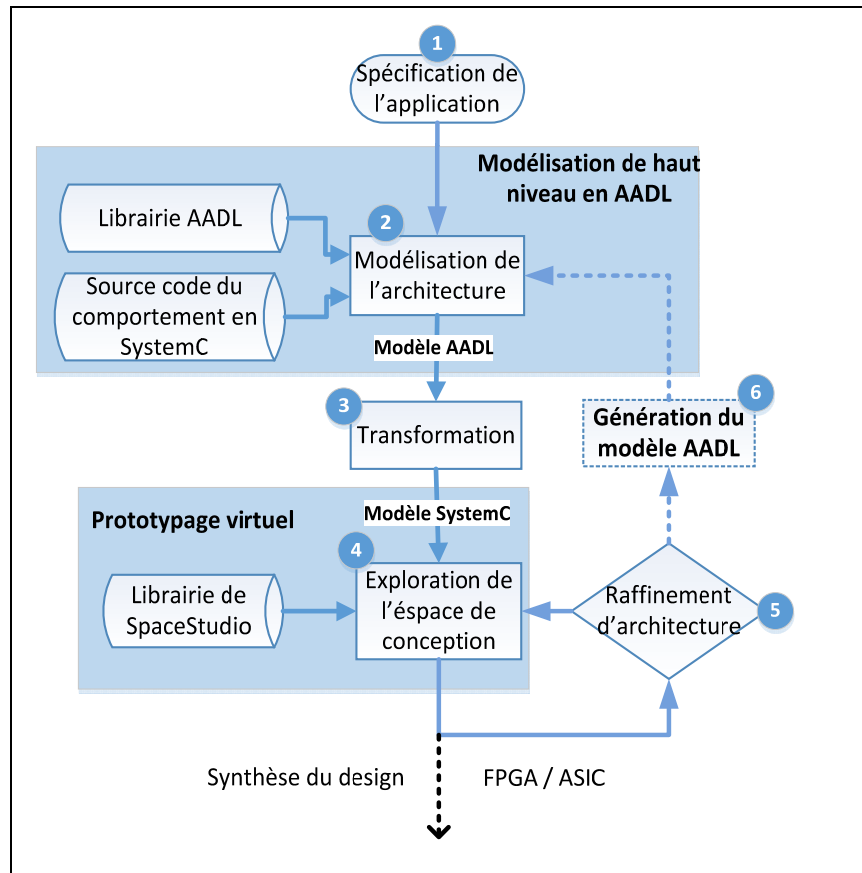 1
Spécification de
l'application
Modélisation de haut
niveau en AADL
Librairie AADL
2
Modélisation de
l'architecture
Source code du
comportement en
SystemC
Modèle AADL
3
Transformation
6
Génération du
modèle AADL
Modèle SystemC
Prototypage virtuel
4
Exploration de
l'éspace de
conception
Librairie de
SpaceStudio
Raffinement
d'architecture
5
Synthèse du design
FPGA / ASIC